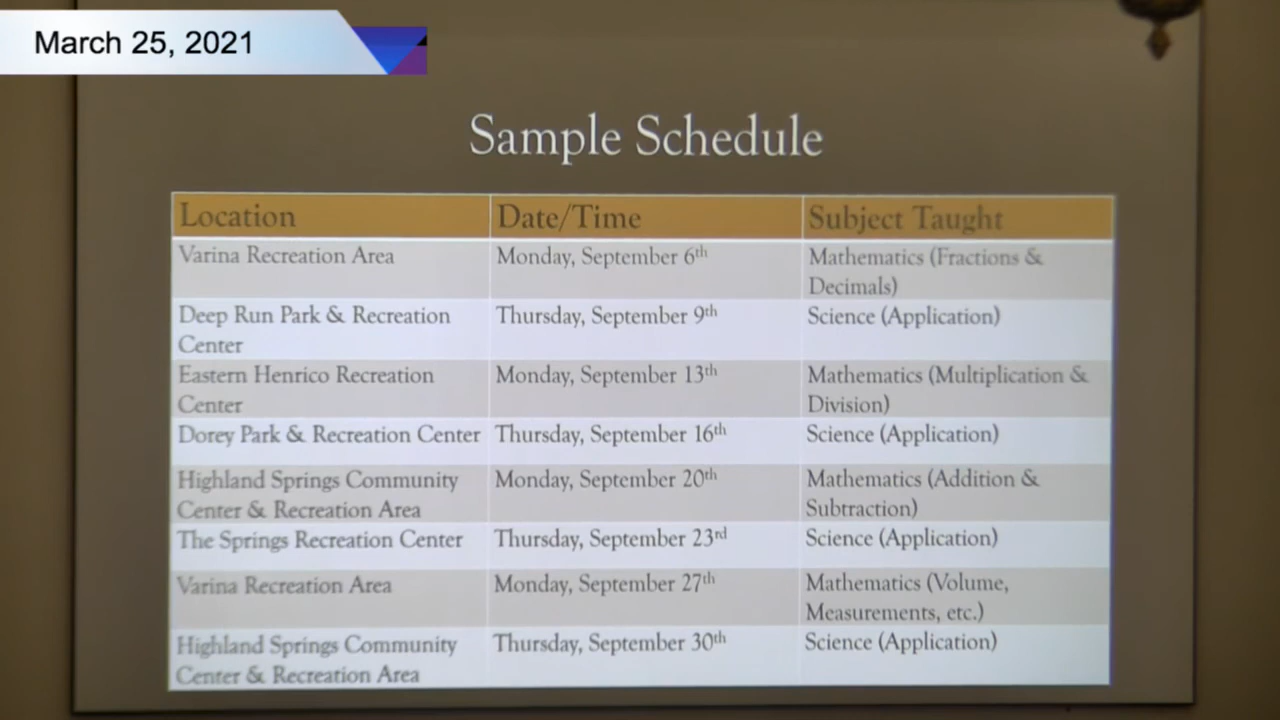 March 25, 2021
Sample Schedule
Location Date/Time Subject Taught
Varina Recreation Area Monday, September 6th Mathematics (Fractions &
Decimals)
Deep Run Park & Recreation Thursday, September 9th Science (Application)
Center
Eastern Henrico Recreation Monday, September 13th Mathematics (Multiplication &
Center Division)
Dorey Park & Recreation Center Thursday, September 16th Science (Application)
Highland Springs Community Monday, September 20th Mathematics (Addition &
Center & Recreation Area Subtraction)
The Springs Recreation Center Thursday, September 23rd Science (Application)
Varina Recreation Area Monday, September 27th Mathematics (Volume,
Measurements, etc.)
Highland Springs Community Thursday, September 30th Science (Application)
Center & Recreation Area